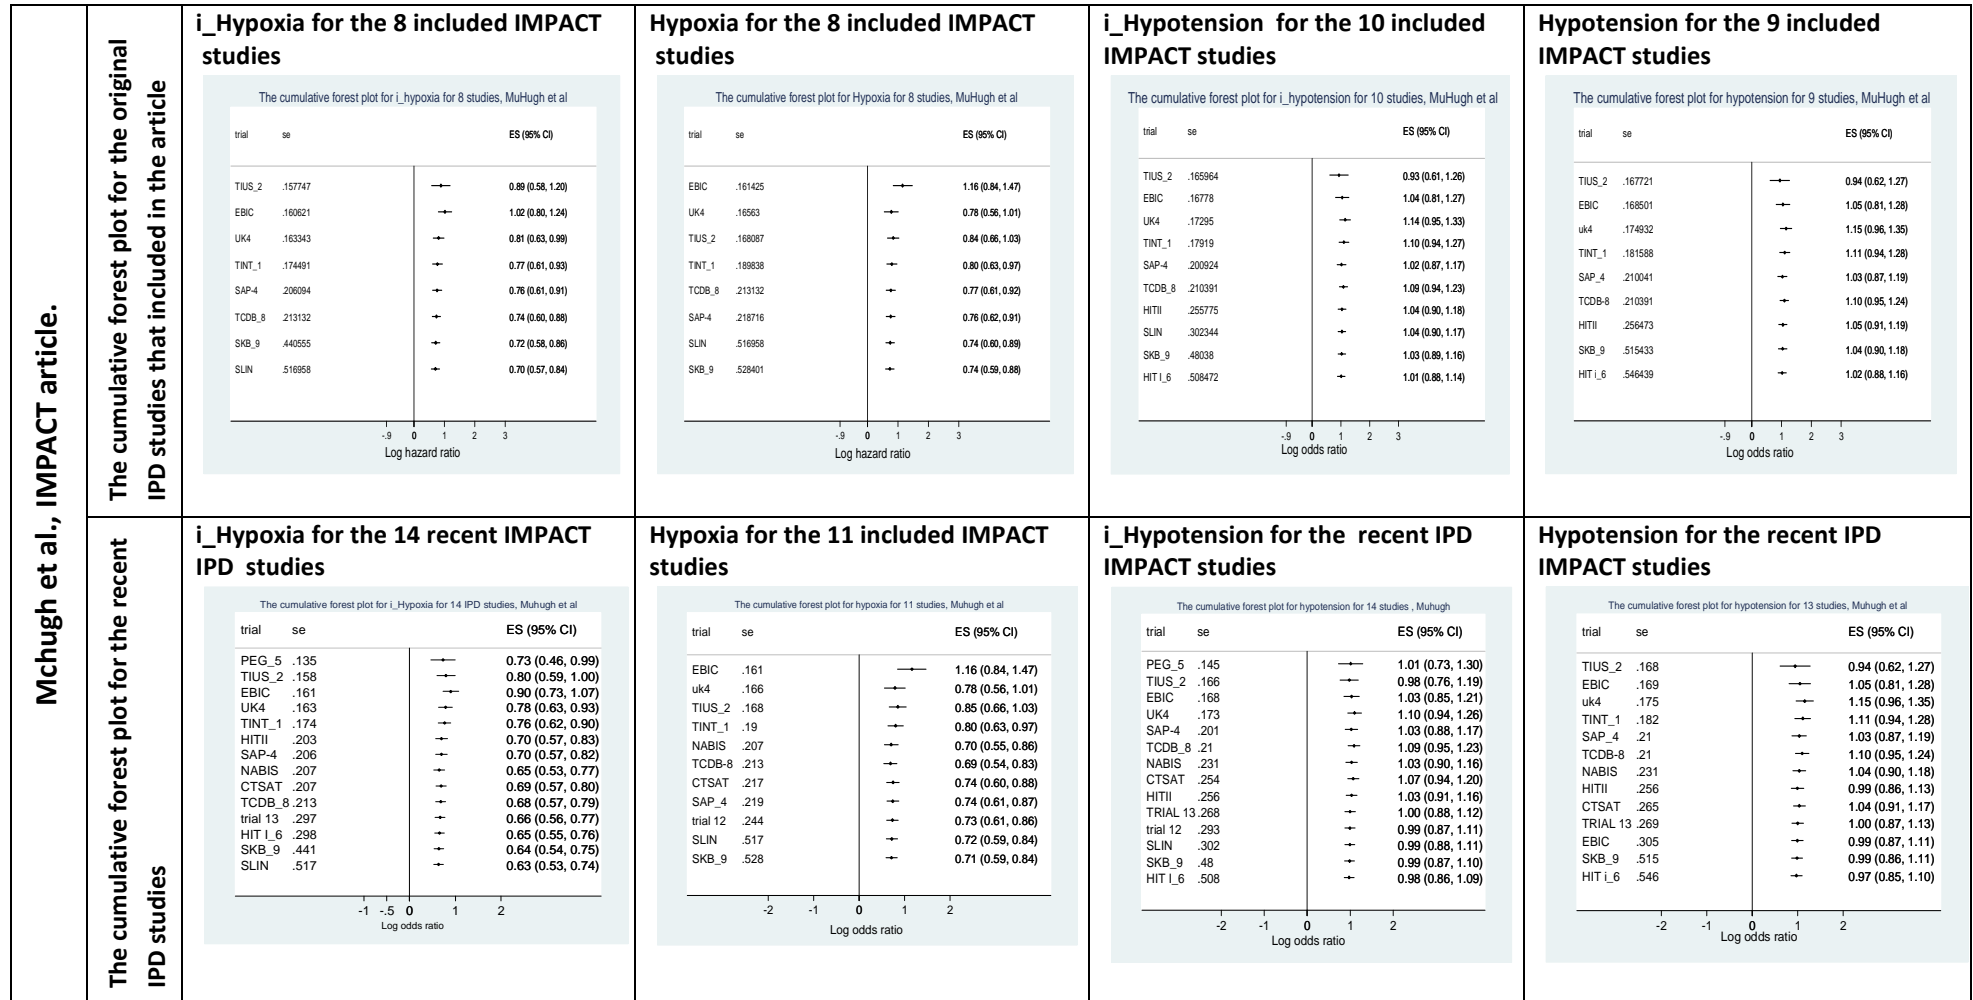 Mchugh et al., IMPACT article.
The cumulative forest plot for the original
IPD studies that included in the article
i_Hypoxia for the 8 included IMPACT
studies
The cumulative forest plot for i_hypoxia for 8 studies, MuHugh et al
trial se ES (95% CI)
TIUS_2 .157747 0.89 (0.58, 1.20)
EBIC .160621 1.02 (0.80, 1.24)
UK4 .163343 0.81 (0.63, 0.99)
TINT_1 .174491 0.77 (0.61, 0.93)
SAP-4 .206094 0.76 (0.61, 0.91)
TCDB_8 .213132 0.74 (0.60, 0.88)
SKB_9 .440555 0.72 (0.58, 0.86)
SLIN .516958 0.70 (0.57, 0.84)
-.9 0 1 2 3
Log hazard ratio
Hypoxia for the 8 included IMPACT
studies
The cumulative forest plot for Hypoxia for 8 studies, MuHugh et al
trial se ES (95% CI)
EBIC .161425 1.16 (0.84, 1.47)
UK4 .16563 0.78 (0.56, 1.01)
TIUS_2 .168087 0.84 (0.66, 1.03)
TINT_1 .189838 0.80 (0.63, 0.97)
TCDB_8 .213132 0.77 (0.61, 0.92)
SAP-4 .218716 0.76 (0.62, 0.91)
SLIN .516958 0.74 (0.60, 0.89)
SKB_9 .528401 0.74 (0.59, 0.88)
-.9 0 1 2 3
Log hazard ratio
i_Hypotension for the 10 included
IMPACT studies
The cumulative forest plot for i_hypotension for 10 studies, MuHugh et al
trial se ES (95% CI)
TIUS_2 .165964 0.93 (0.61, 1.26)
EBIC .16778 1.04 (0.81, 1.27)
UK4 .17295 1.14 (0.95, 1.33)
TINT_1 .17919 1.10 (0.94, 1.27)
SAP-4 .200924 1.02 (0.87, 1.17)
TCDB_8 .210391 1.09 (0.94, 1.23)
HITII .255775 1.04 (0.90, 1.18)
SLIN .302344 1.04 (0.90, 1.17)
SKB_9 .48038 1.03 (0.89, 1.16)
HIT I_6 .508472 1.01 (0.88, 1.14)
-.9 0 1 2 3
Log odds ratio
Hypotension for the 9 included
IMPACT studies
The cumulative forest plot for hypotension for 9 studies, MuHugh et al
trial se ES (95% CI)
TIUS_2 .167721 0.94 (0.62, 1.27)
EBIC .168501 1.05 (0.81, 1.28)
uk4 .174932 1.15 (0.96, 1.35)
TINT_1 .181588 1.11 (0.94, 1.28)
SAP_4 .210041 1.03 (0.87, 1.19)
TCDB-8 .210391 1.10 (0.95, 1.24)
HITII .256473 1.05 (0.91, 1.19)
SKB_9 .515433 1.04 (0.90, 1.18)
HIT i_6 .546439 1.02 (0.88, 1.16)
-.9 0 1 2 3
Log odds ratio
The cumulative forest plot for the recent
IPD studies
i_Hypoxia for the 14 recent IMPACT
IPD studies
The cumulative forest plot for i_Hypoxia for 14 IPD studies, Muhugh et al
trial se ES (95% CI)
PEG_5 .135 0.73 (0.46, 0.99)
TIUS_2 .158 0.80 (0.59, 1.00)
EBIC .161 0.90 (0.73, 1.07)
UK4 .163 0.78 (0.63, 0.93)
TINT_1 .174 0.76 (0.62, 0.90)
HITII .203 0.70 (0.57, 0.83)
SAP-4 .206 0.70 (0.57, 0.82)
NABIS .207 0.65 (0.53, 0.77)
CTSAT .207 0.69 (0.57, 0.80)
TCDB_8 .213 0.68 (0.57, 0.79)
trial 13 .297 0.66 (0.56, 0.77)
HIT I_6 .298 0.65 (0.55, 0.76)
SKB_9 .441 0.64 (0.54, 0.75)
SLIN .517 0.63 (0.53, 0.74)
-1 -.5 0 1 2
Log odds ratio
Hypoxia for the 11 included IMPACT
studies
The cumulative forest plot for hypoxia for 11 studies, Muhugh et al
trial se ES (95% CI)
EBIC .161 1.16 (0.84, 1.47)
uk4 .166 0.78 (0.56, 1.01)
TIUS_2 .168 0.85 (0.66, 1.03)
TINT_1 .19 0.80 (0.63, 0.97)
NABIS .207 0.70 (0.55, 0.86)
TCDB-8 .213 0.69 (0.54, 0.83)
CTSAT .217 0.74 (0.60, 0.88)
SAP_4 .219 0.74 (0.61, 0.87)
trial 12 .244 0.73 (0.61, 0.86)
SLIN .517 0.72 (0.59, 0.84)
SKB_9 .528 0.71 (0.59, 0.84)
-2 -1 0 1 2
Log odds ratio
i_Hypotension for the recent IPD
IMPACT studies
The cumulative forest plot for hypotension for 14 studies , Muhugh
trial se ES (95% CI)
PEG_5 .145 1.01 (0.73, 1.30)
TIUS_2 .166 0.98 (0.76, 1.19)
EBIC .168 1.03 (0.85, 1.21)
UK4 .173 1.10 (0.94, 1.26)
SAP-4 .201 1.03 (0.88, 1.17)
TCDB_8 .21 1.09 (0.95, 1.23)
NABIS .231 1.03 (0.90, 1.16)
CTSAT .254 1.07 (0.94, 1.20)
HITII .256 1.03 (0.91, 1.16)
TRIAL 13 .268 1.00 (0.88, 1.12)
trial 12 .293 0.99 (0.87, 1.11)
SLIN .302 0.99 (0.88, 1.11)
SKB_9 .48 0.99 (0.87, 1.10)
HIT I_6 .508 0.98 (0.86, 1.09)
-2 -1 0 1 2
Log odds ratio
Hypotension for the recent IPD
IMPACT studies
The cumulative forest plot for hypotension for 13 studies, Muhugh et al
trial se ES (95% CI)
TIUS_2 .168 0.94 (0.62, 1.27)
EBIC .169 1.05 (0.81, 1.28)
uk4 .175 1.15 (0.96, 1.35)
TINT_1 .182 1.11 (0.94, 1.28)
SAP_4 .21 1.03 (0.87, 1.19)
TCDB-8 .21 1.10 (0.95, 1.24)
NABIS .231 1.04 (0.90, 1.18)
HITII .256 0.99 (0.86, 1.13)
CTSAT .265 1.04 (0.91, 1.17)
TRIAL 13 .269 1.00 (0.87, 1.13)
EBIC .305 0.99 (0.87, 1.11)
SKB_9 .515 0.99 (0.86, 1.11)
HIT i_6 .546 0.97 (0.85, 1.10)
-2 -1 0 1 2
Log odds ratio